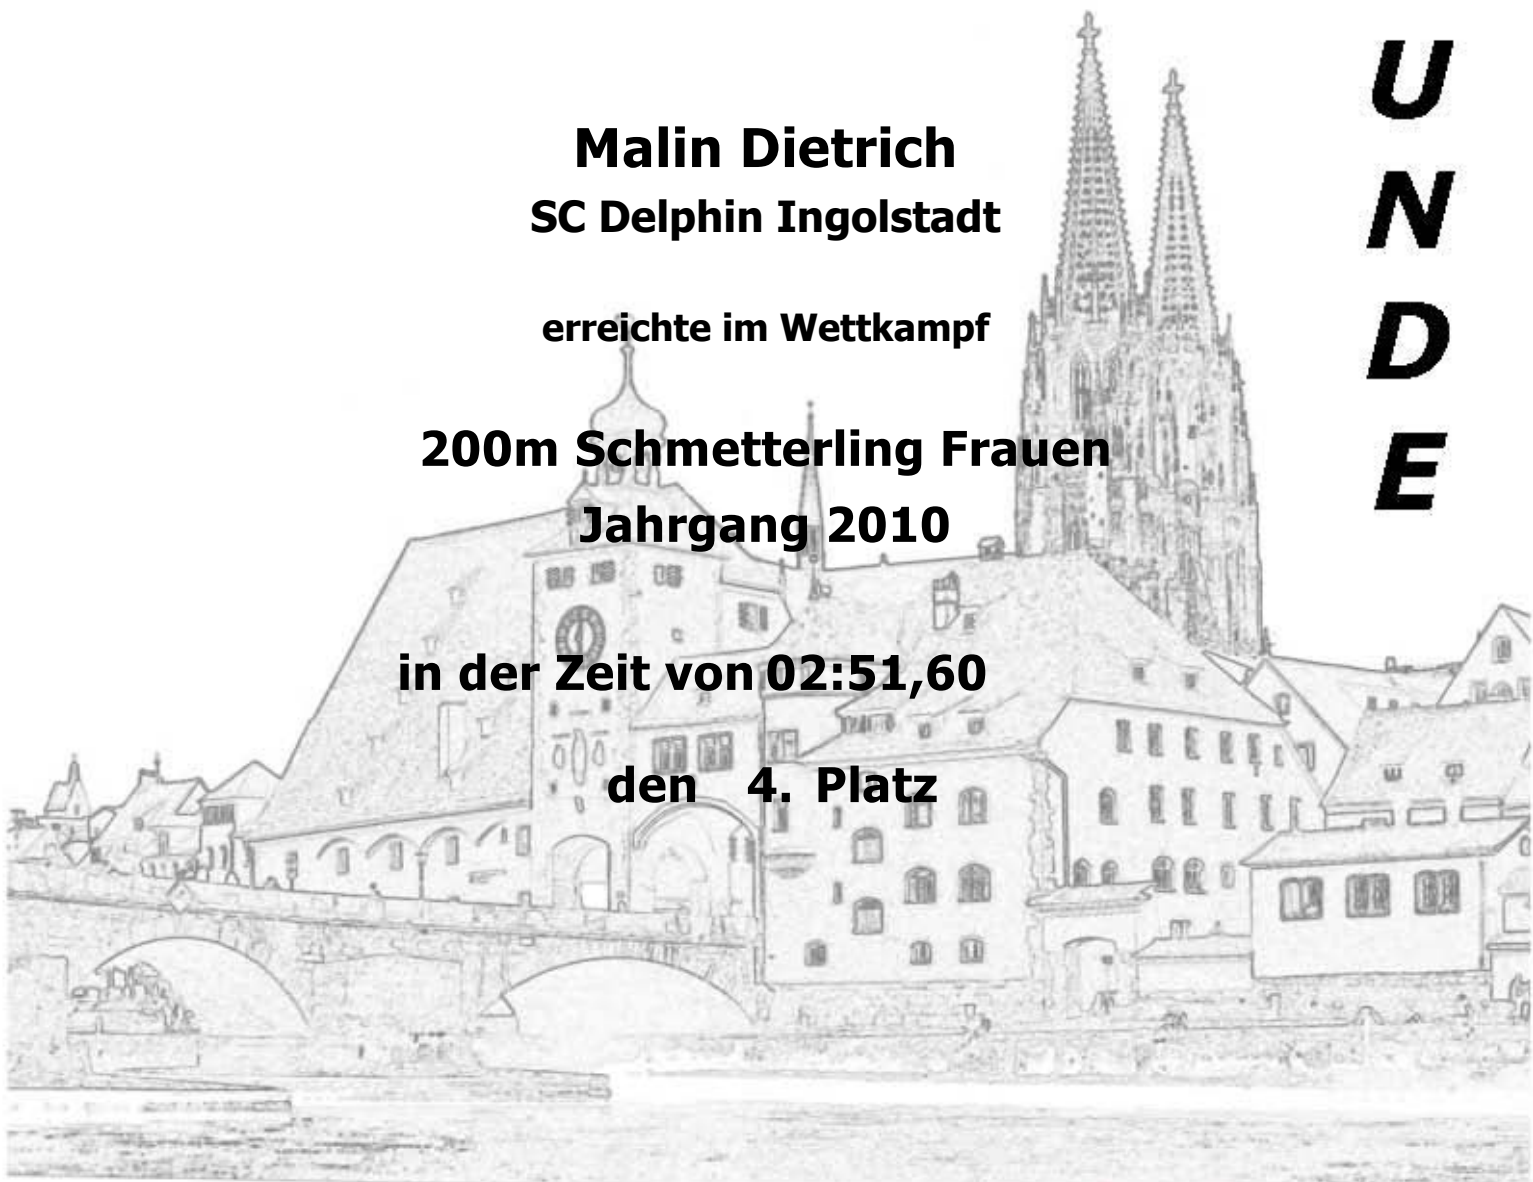 Malin Dietrich
SC Delphin Ingolstadt
erreichte im Wettkampf
200m Schmetterling Frauen
Jahrgang 2010
in der Zeit von 02:51,60
den 4. Platz
U
N
D
E